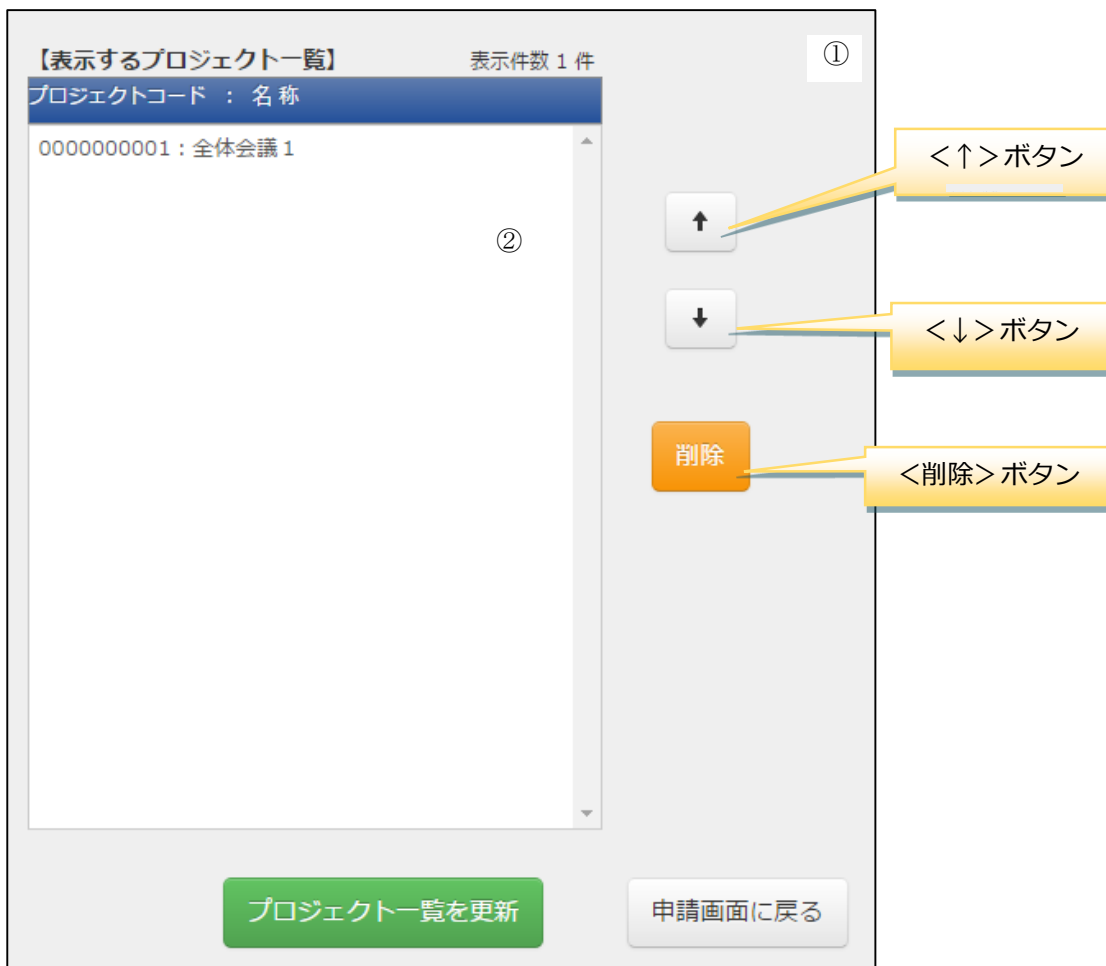 【表示するプロジェクト一覧】 表示件数 1 件
①
プロジェクトコード ： 名称
0000000001：全体会議１
②
↑
＜↑＞ボタン
↓
＜↓＞ボタン
削除
＜削除＞ボタン
プロジェクト一覧を更新
申請画面に戻る